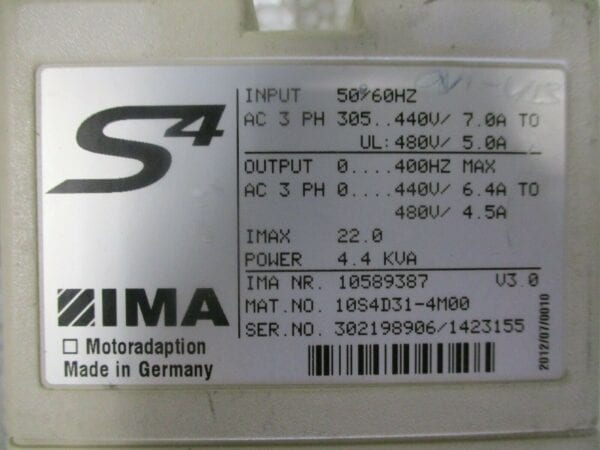 S4
INPUT 50/60HZ
AC 3 PH 305..440V/ 7.0A TO
UL:480V/ 5.0A
OUTPUT 0....400HZ MAX
AC 3 PH 0....440V/ 6.4A TO
480V/ 4.5A
IMAX 22.0
POWER 4.4 KVA
IMA NR. 10589387 V3.0
MAT.NO. 10S4D31-4M00
SER.NO. 302198906/1423155
IMA
Motoradaption
Made in Germany
2012/07/0010